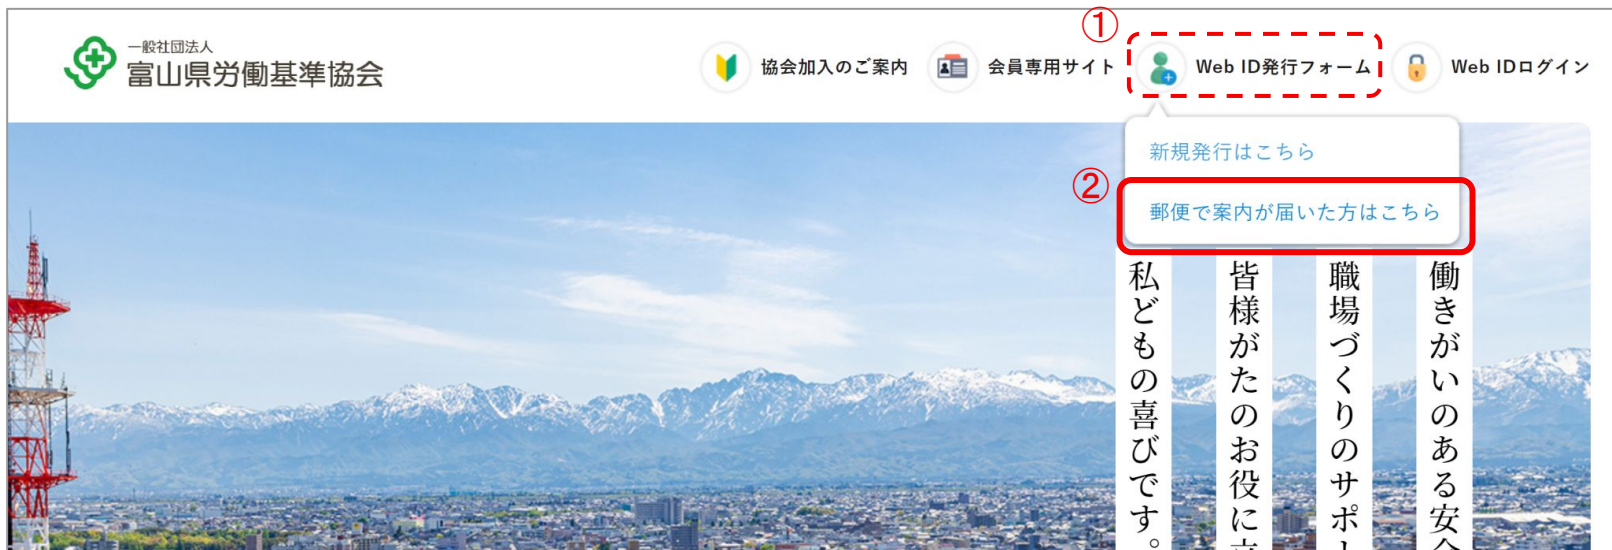 一般社団法人
富山県労働基準協会
協会加入のご案内
会員専用サイト
①
Web ID発行フォーム
Web IDログイン
新規発行はこちら
②
郵便で案内が届いた方はこちら
働きがいのある安全
職場づくりのサポー
皆様がたのお役に立
私どもの喜びです。